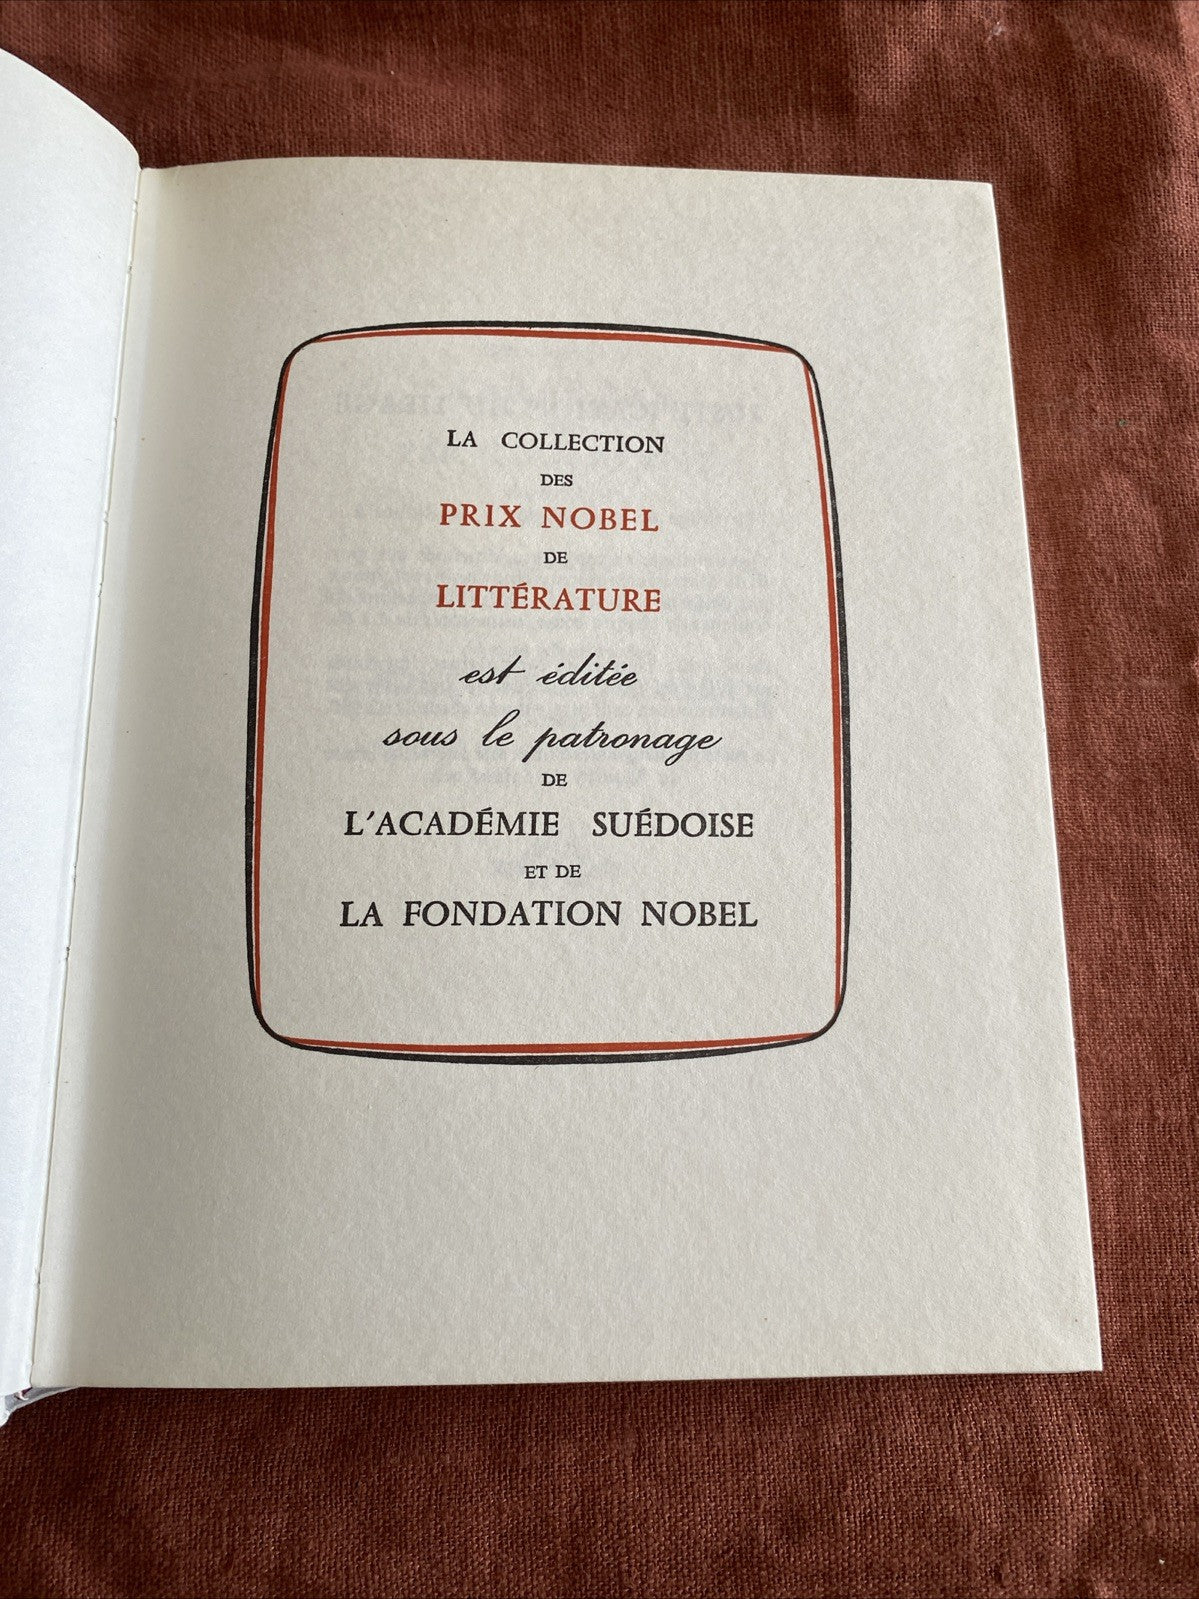 LA COLLECTION
DES
PRIX NOBEL
DE
LITTÉRATURE
est éditée
sous le patronage
DE
L'ACADÉMIE SUÉDOISE
ET DE
LA FONDATION NOBEL